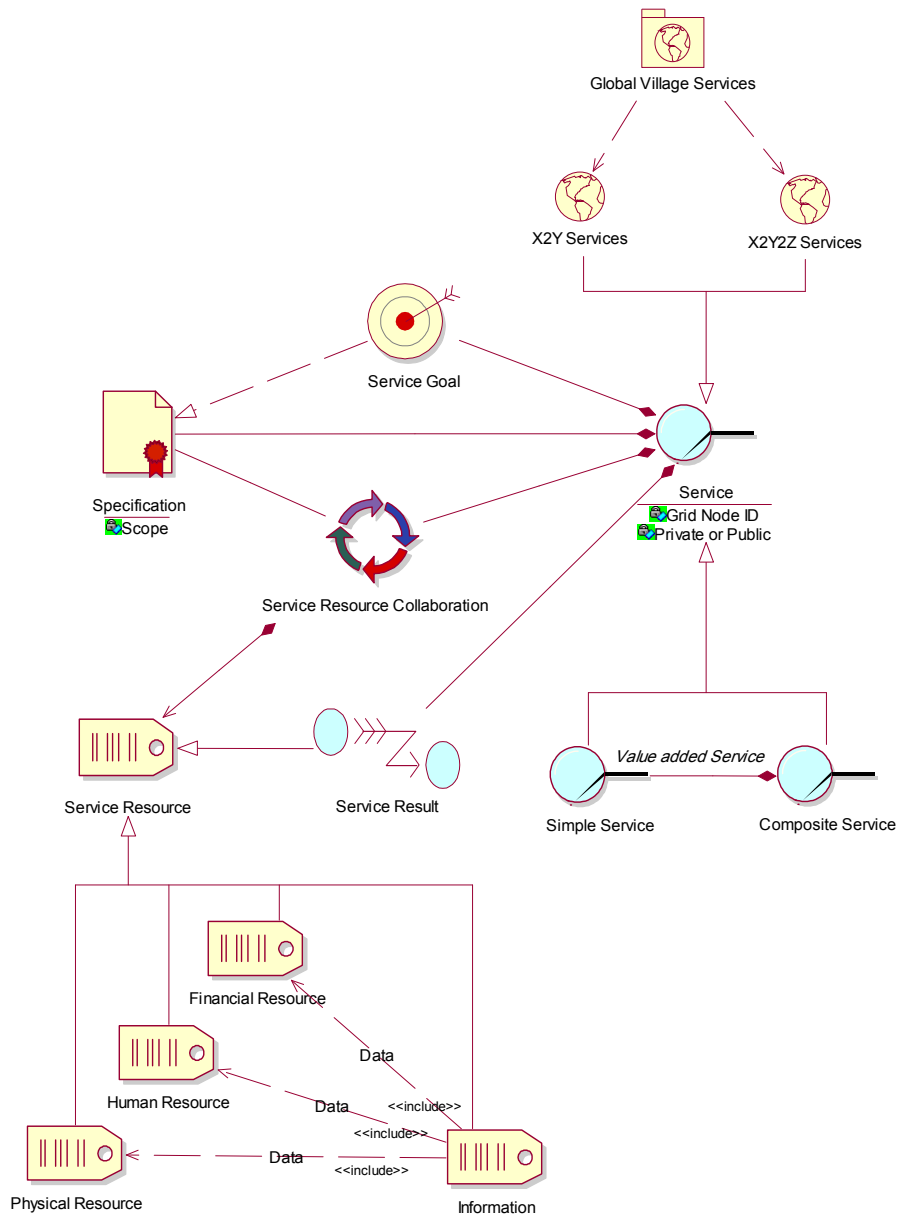 Global Village Services
X2Y Services
X2Y2Z Services
Service Goal
Specification
Scope
Service
Grid Node ID
Private or Public
Service Resource Collaboration
Value added Service
Service Resource
Service Result
Simple Service
Composite Service
Financial Resource
Data
Human Resource
Data
<<include>>
<<include>>
Data
<<include>>
Physical Resource
Information